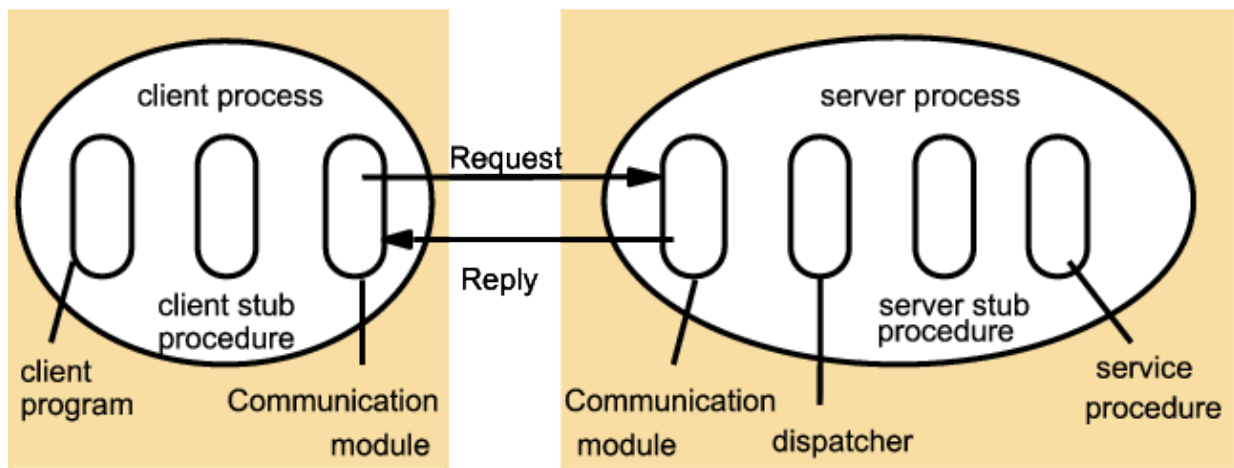 client process
server process
Request
Reply
client stub
procedure
server stub
procedure
client
program
Communication
module
Communication
module
dispatcher
service
procedure